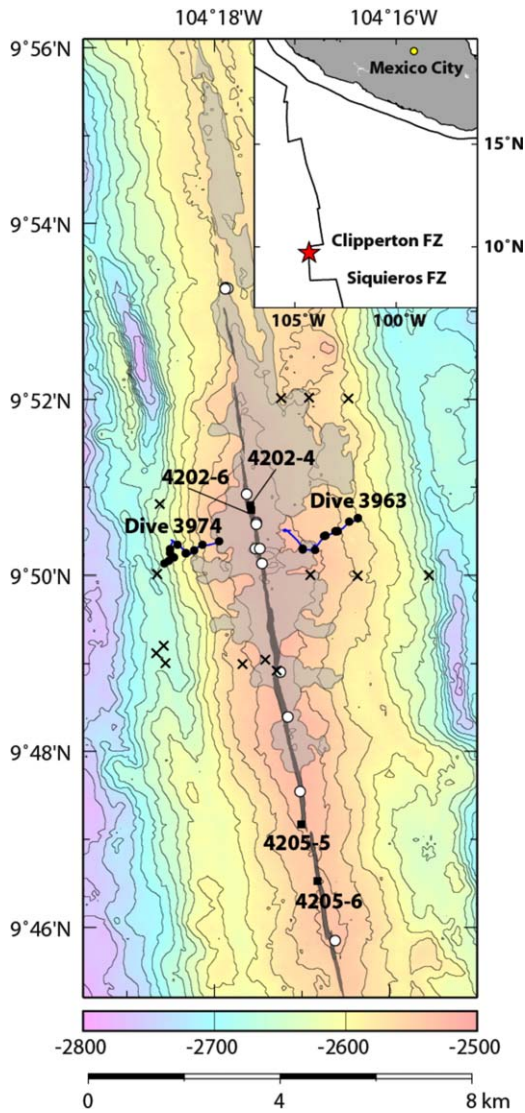 104°18'W 104°16'W
9°56'N
Mexico City
15°N
9°54'N
Clipperton FZ
10°N
Siquieros FZ
105°W 100°W
9°52'N
4202-4
4202-6
Dive 3963
Dive 3974
9°50'N
9°48'N
4205-5
4205-6
9°46'N
-2800 -2700 -2600 -2500
0 4 8 km